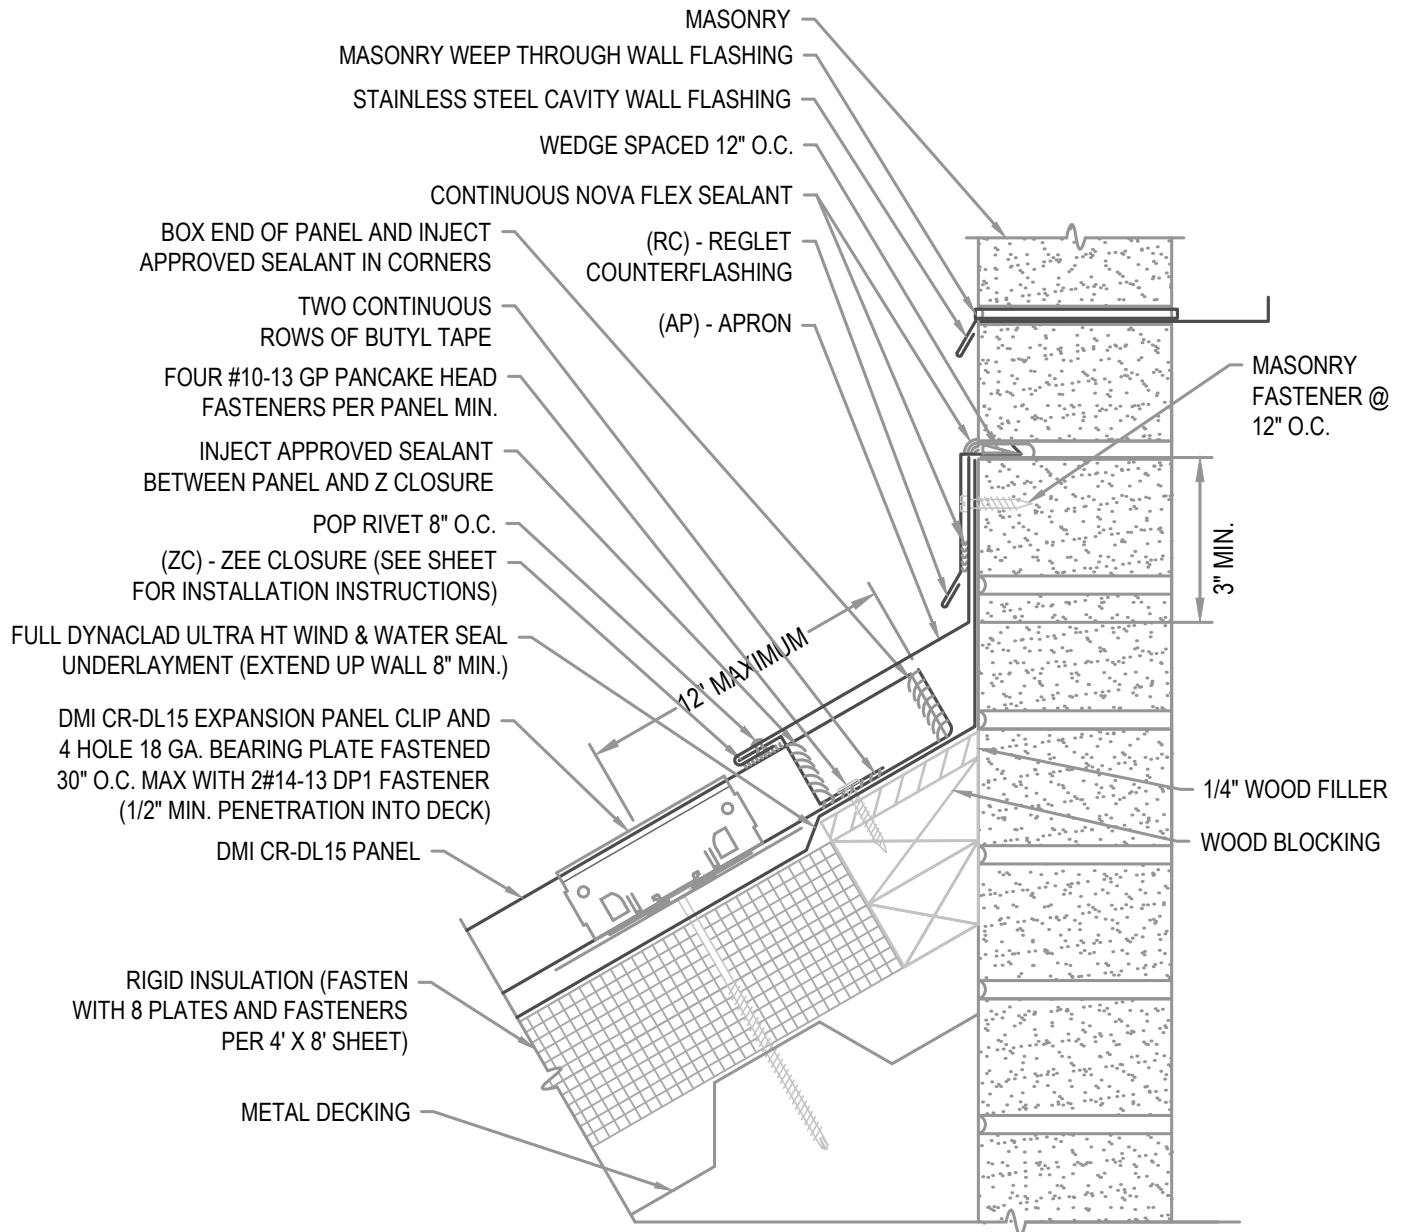 MASONRY
MASONRY WEEP THROUGH WALL FLASHING
STAINLESS STEEL CAVITY WALL FLASHING
WEDGE SPACED 12" O.C.
CONTINUOUS NOVA FLEX SEALANT
BOX END OF PANEL AND INJECT
APPROVED SEALANT IN CORNERS
(RC) - REGLET
COUNTERFLASHING
TWO CONTINUOUS
ROWS OF BUTYL TAPE
(AP) - APRON
FOUR #10-13 GP PANCAKE HEAD
FASTENERS PER PANEL MIN.
MASONRY
FASTENER @
12" O.C.
INJECT APPROVED SEALANT
BETWEEN PANEL AND Z CLOSURE
POP RIVET 8" O.C.
(ZC) - ZEE CLOSURE (SEE SHEET
FOR INSTALLATION INSTRUCTIONS)
3" MIN.
FULL DYNACLAD ULTRA HT WIND & WATER SEAL
UNDERLAYMENT (EXTEND UP WALL 8" MIN.)
12" MAXIMUM
DMI CR-DL15 EXPANSION PANEL CLIP AND
4 HOLE 18 GA. BEARING PLATE FASTENED
30" O.C. MAX WITH 2#14-13 DP1 FASTENER
(1/2" MIN. PENETRATION INTO DECK)
1/4" WOOD FILLER
WOOD BLOCKING
DMI CR-DL15 PANEL
RIGID INSULATION (FASTEN
WITH 8 PLATES AND FASTENERS
PER 4' X 8' SHEET)
METAL DECKING